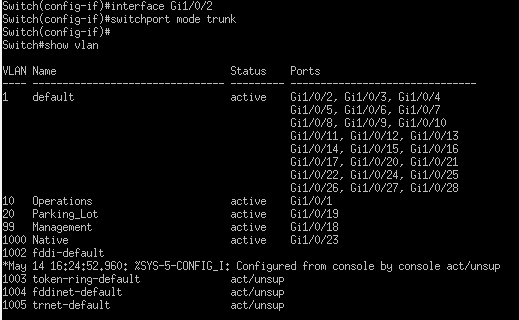 Switch(config-if)#interface Gi1/0/2
Switch(config-if)#switchport mode trunk
Switch(config-if)#
Switch#show vlan
VLAN Name                             Status    Ports
---- -------------------------------- --------- -------------------------------
1    default                          active    Gi1/0/2, Gi1/0/3, Gi1/0/4
                                                Gi1/0/5, Gi1/0/6, Gi1/0/7
                                                Gi1/0/8, Gi1/0/9, Gi1/0/10
                                                Gi1/0/11, Gi1/0/12, Gi1/0/13
                                                Gi1/0/14, Gi1/0/15, Gi1/0/16
                                                Gi1/0/17, Gi1/0/20, Gi1/0/21
                                                Gi1/0/22, Gi1/0/24, Gi1/0/25
                                                Gi1/0/26, Gi1/0/27, Gi1/0/28
10   Operations                       active    Gi1/0/1
20   Parking_Lot                      active    Gi1/0/19
99   Management                       active    Gi1/0/18
1000 Native                           active    Gi1/0/23
1002 fddi-default
*May 14 16:24:52.960: %SYS-5-CONFIG_I: Configured from console by console act/unsup
1003 token-ring-default               act/unsup
1004 fddinet-default                  act/unsup
1005 trnet-default                    act/unsup